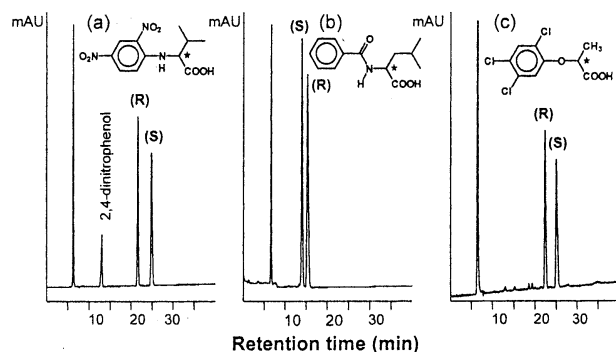 mAU
(a)
NO₂
NO₂
N
H
*
COOH
2,4-dinitrophenol
(R)
(S)
10 20 30
mAU
(b)
(S)
O
N
H
*
COOH
(R)
10 20 30
mAU
(c)
Cl
Cl
Cl
O
CH₃
*
COOH
(R)
(S)
10 20 30
Retention time (min)